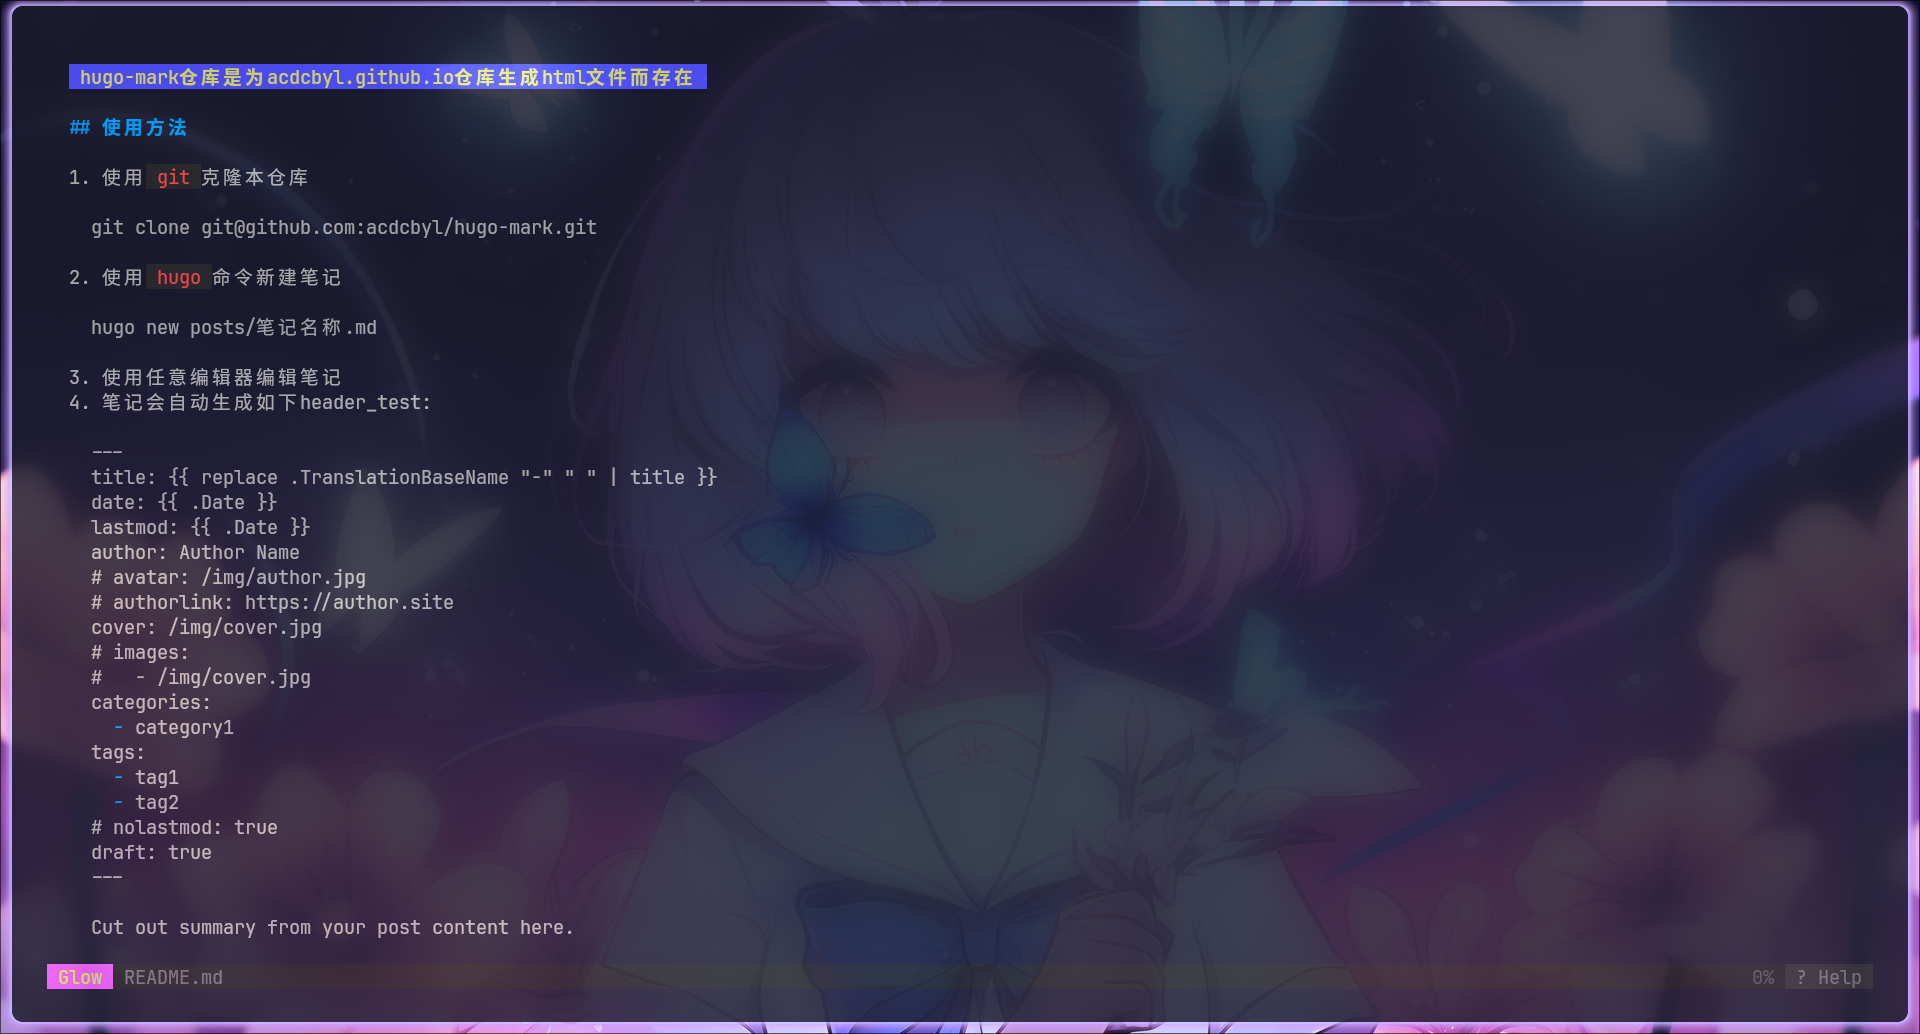 hugo-mark仓库是为acdcbyl.github.io仓库生成html文件而存在
## 使用方法
1. 使用 git 克隆本仓库
git clone git@github.com:acdcbyl/hugo-mark.git
2. 使用 hugo 命令新建笔记
hugo new posts/笔记名称.md
3. 使用任意编辑器编辑笔记
4. 笔记会自动生成如下header_test:
---
title: {{ replace .TranslationBaseName "-" " " | title }}
date: {{ .Date }}
lastmod: {{ .Date }}
author: Author Name
# avatar: /img/author.jpg
# authorlink: https://author.site
cover: /img/cover.jpg
# images:
#   - /img/cover.jpg
categories:
  - category1
tags:
  - tag1
  - tag2
# nolastmod: true
draft: true
---
Cut out summary from your post content here.
Glow README.md 0% ? Help